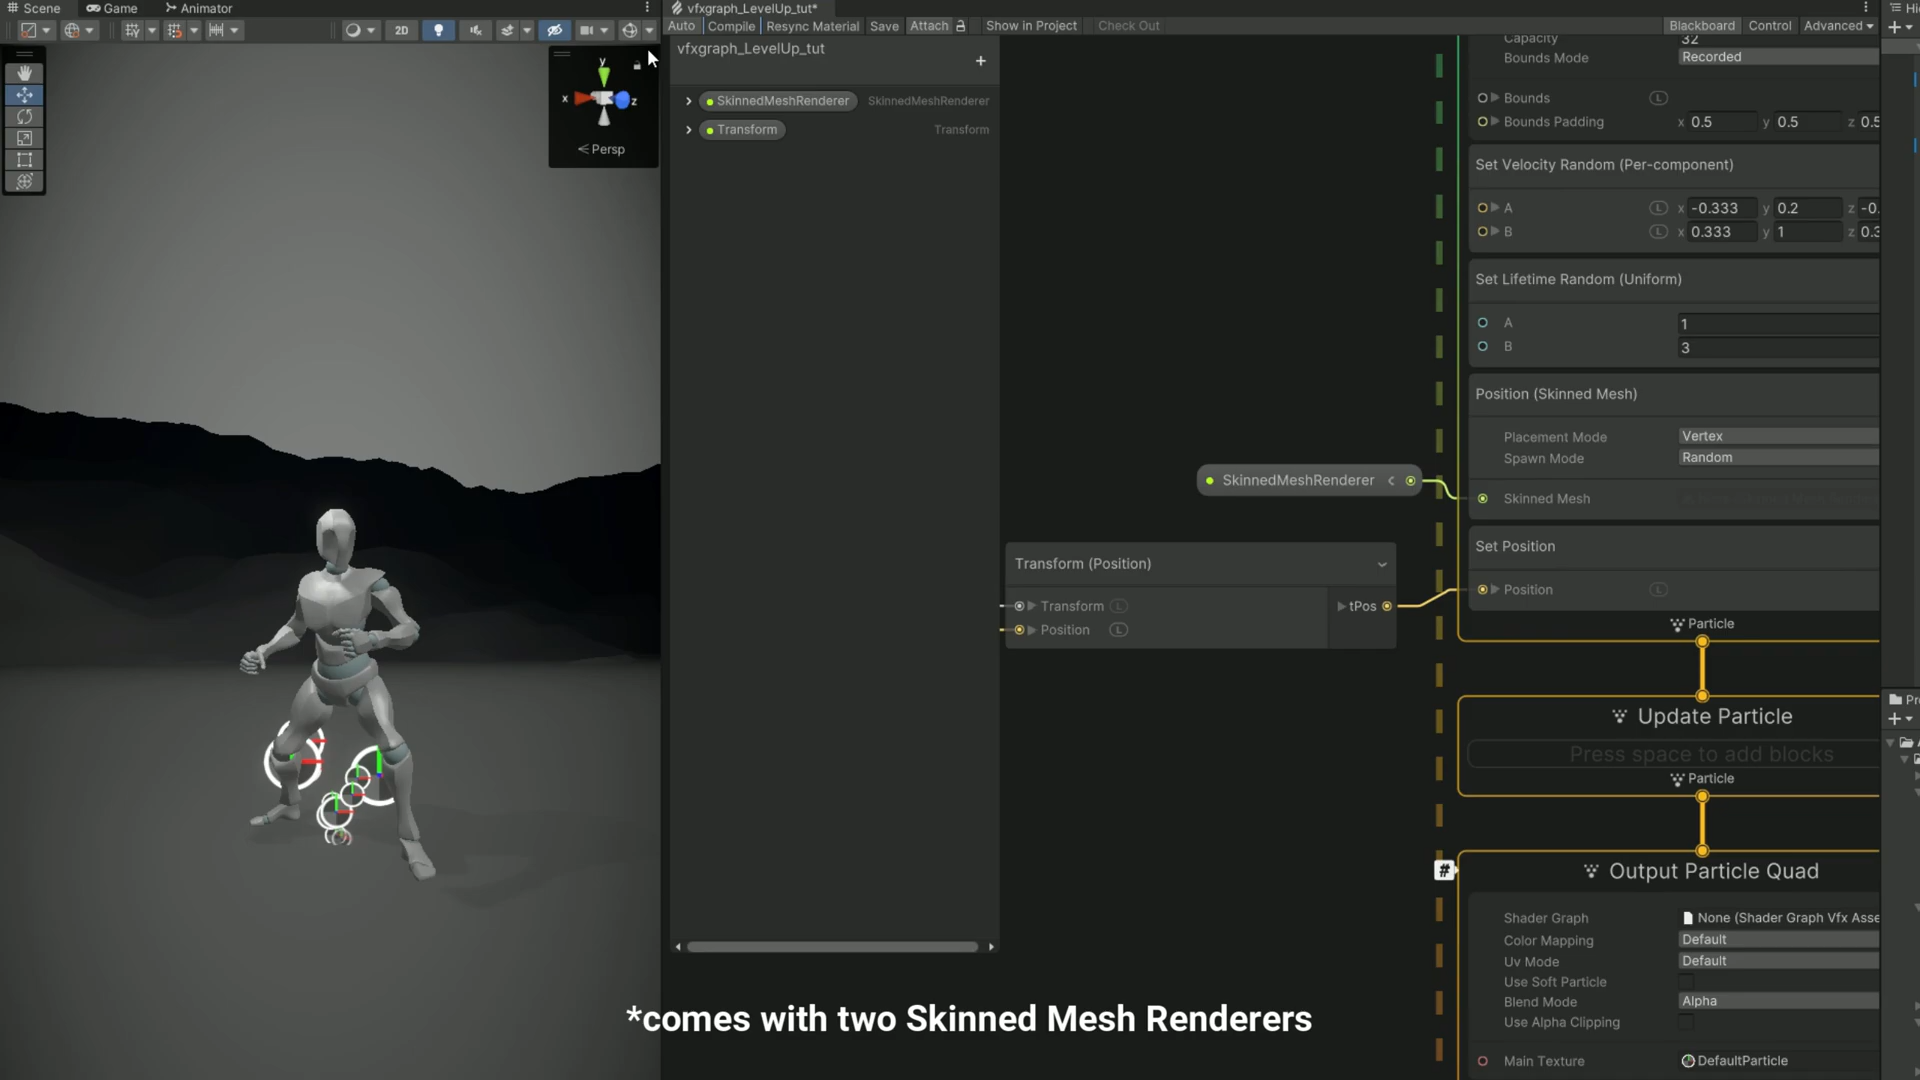 Scene
Game
Animator
2D
y
x
z
Persp
vfxgraph_LevelUp_tut*
Auto
Compile
Resync Material
Save
Attach
Show in Project
Check Out
Blackboard
Control
Advanced
vfxgraph_LevelUp_tut
+
SkinnedMeshRenderer SkinnedMeshRenderer
Transform Transform
SkinnedMeshRenderer
Transform (Position)
Transform L
Position L
tPos
Capacity 32
Bounds Mode Recorded
Bounds L
Bounds Padding x 0.5 y 0.5 z 0.5
Set Velocity Random (Per-component)
A L x -0.333 y 0.2 z -0.
B L x 0.333 y 1 z 0.3
Set Lifetime Random (Uniform)
A 1
B 3
Position (Skinned Mesh)
Placement Mode Vertex
Spawn Mode Random
Skinned Mesh
Set Position
Position L
Particle
Update Particle
Press space to add blocks
Particle
#
Output Particle Quad
Shader Graph None (Shader Graph Vfx Asse
Color Mapping Default
Uv Mode Default
Use Soft Particle
Blend Mode Alpha
Use Alpha Clipping
Main Texture DefaultParticle
Hi
+
Pr
+
*comes with two Skinned Mesh Renderers